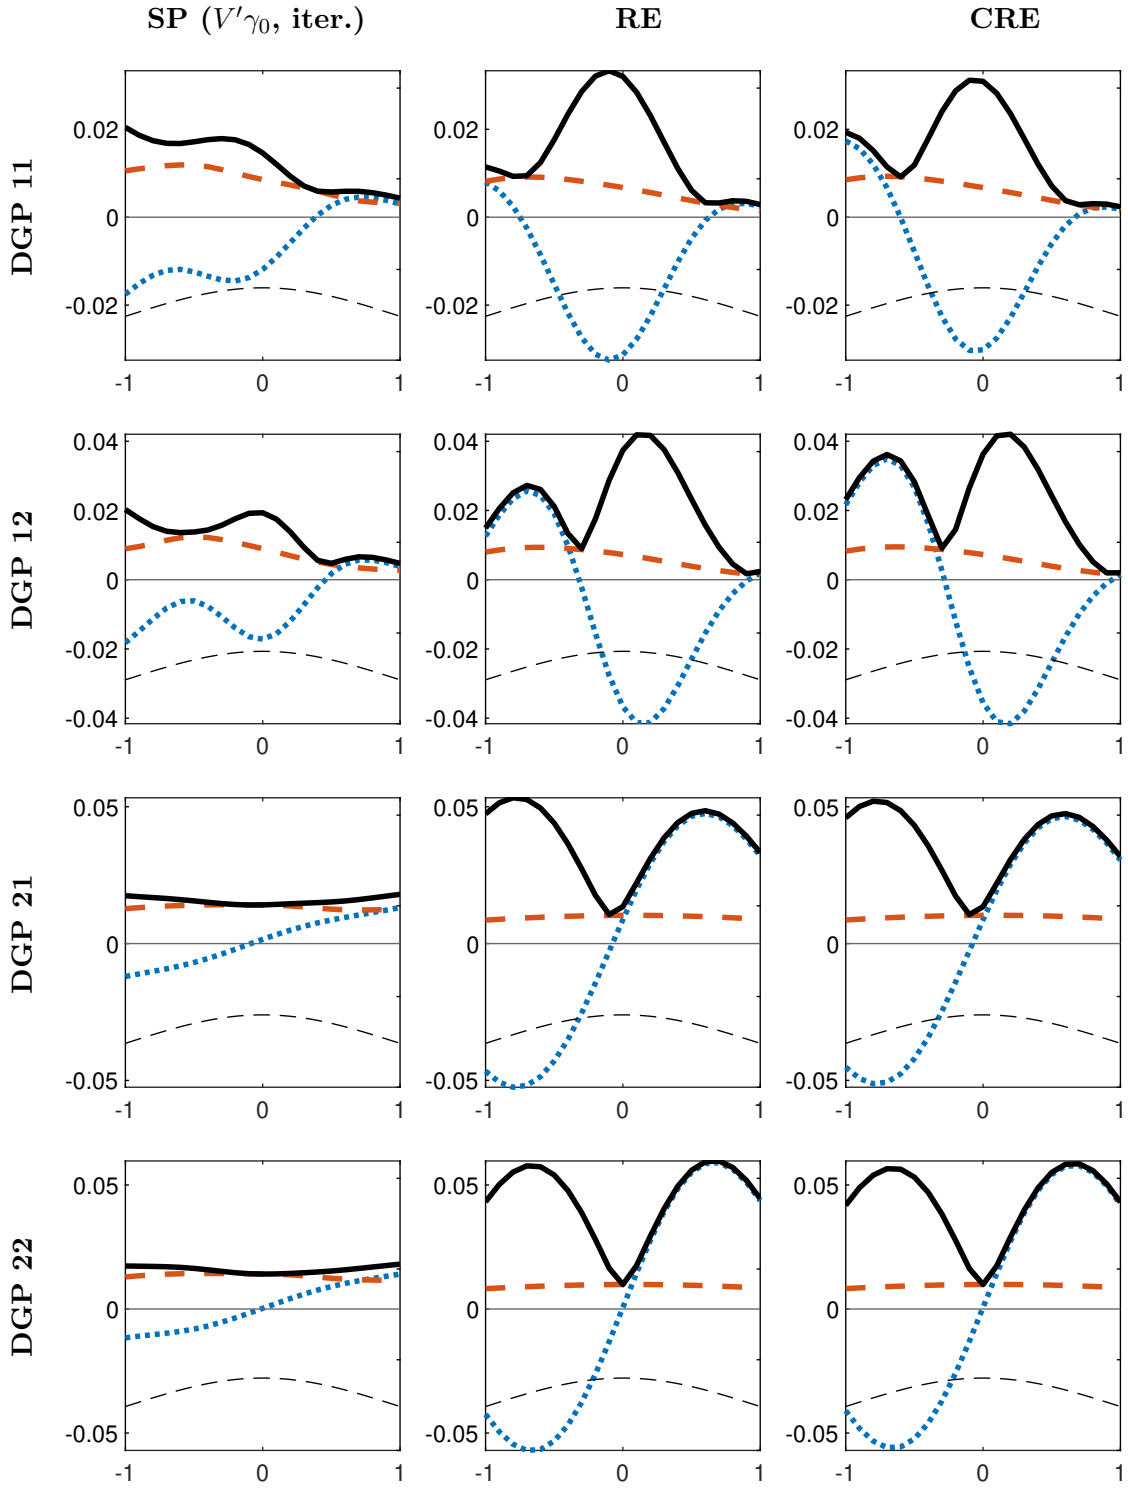 SP (V′γ0, iter.) RE CRE
DGP 11
0.02 0.02 0.02
0 0 0
-0.02 -0.02 -0.02
-1 0 1 -1 0 1 -1 0 1
DGP 12
0.04 0.04 0.04
0.02 0.02 0.02
0 0 0
-0.02 -0.02 -0.02
-0.04 -0.04 -0.04
-1 0 1 -1 0 1 -1 0 1
DGP 21
0.05 0.05 0.05
0 0 0
-0.05 -0.05 -0.05
-1 0 1 -1 0 1 -1 0 1
DGP 22
0.05 0.05 0.05
0 0 0
-0.05 -0.05 -0.05
-1 0 1 -1 0 1 -1 0 1